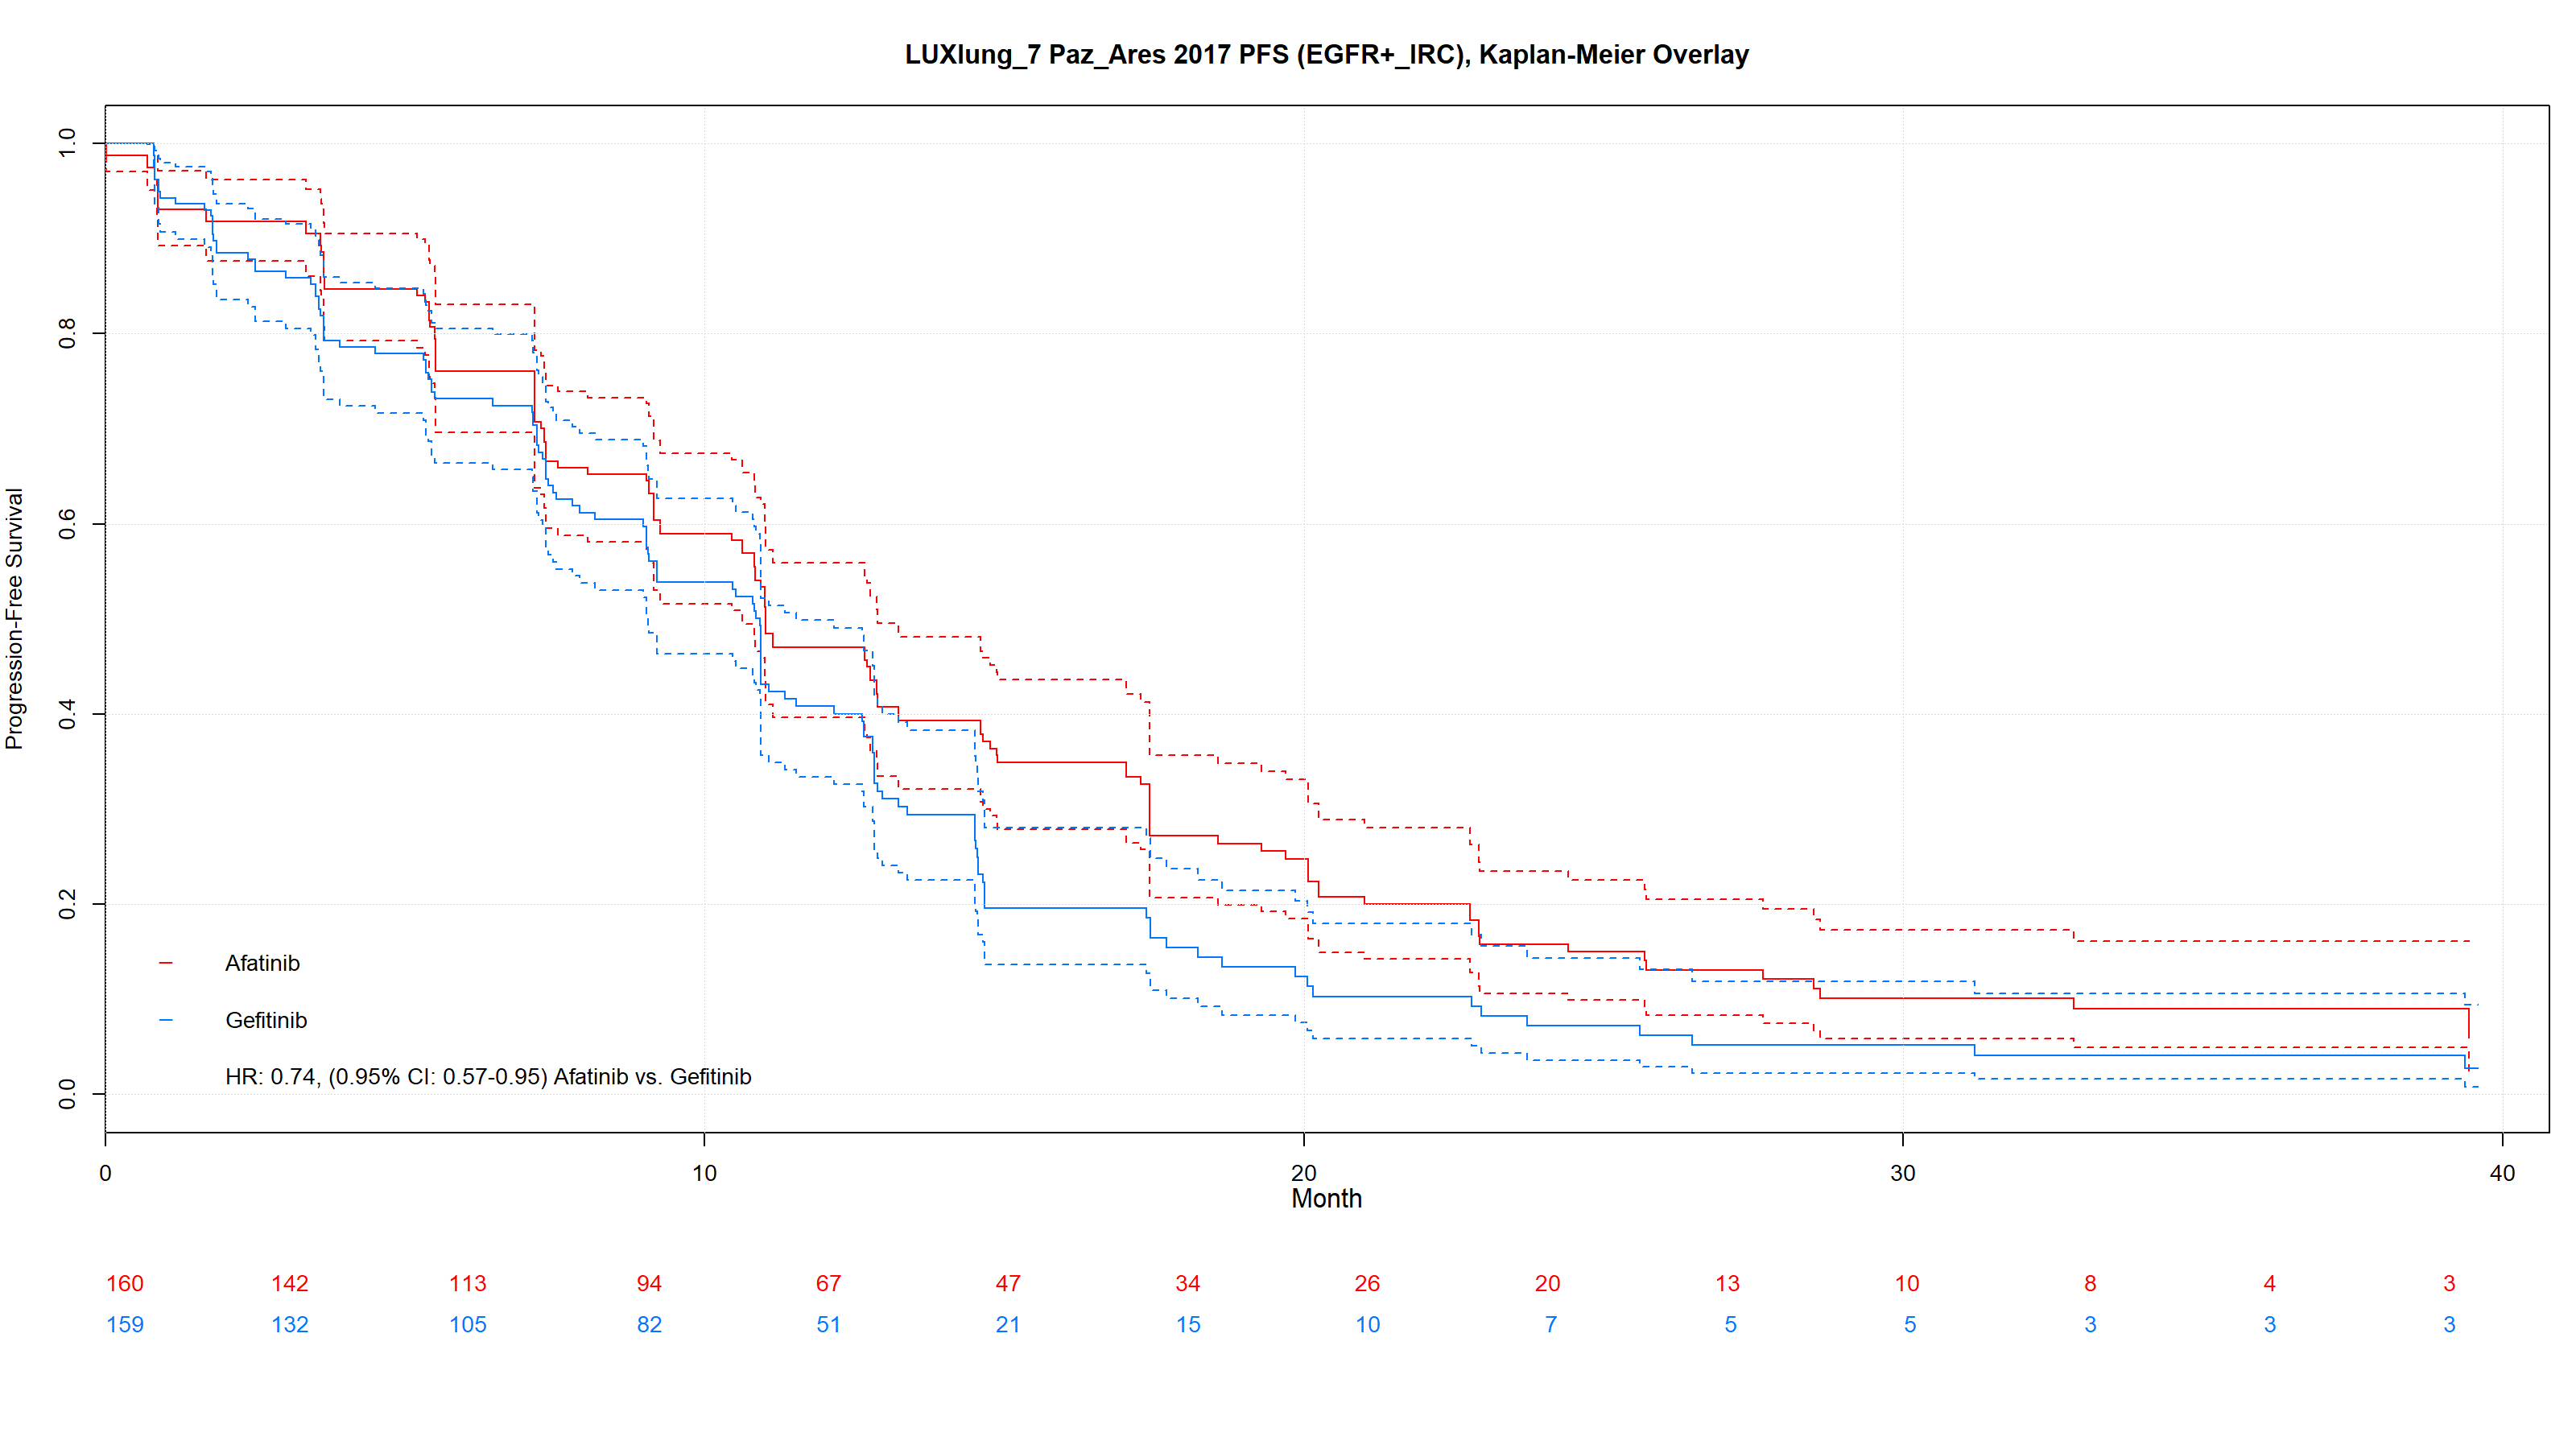 LUXlung_7 Paz_Ares 2017 PFS (EGFR+_IRC), Kaplan-Meier Overlay
Progression-Free Survival
1.0
0.8
0.6
0.4
0.2
0.0
Afatinib
Gefitinib
HR: 0.74, (0.95% CI: 0.57-0.95) Afatinib vs. Gefitinib
0 10 20 30 40
Month
160 142 113 94 67 47 34 26 20 13 10 8 4 3
159 132 105 82 51 21 15 10 7 5 5 3 3 3